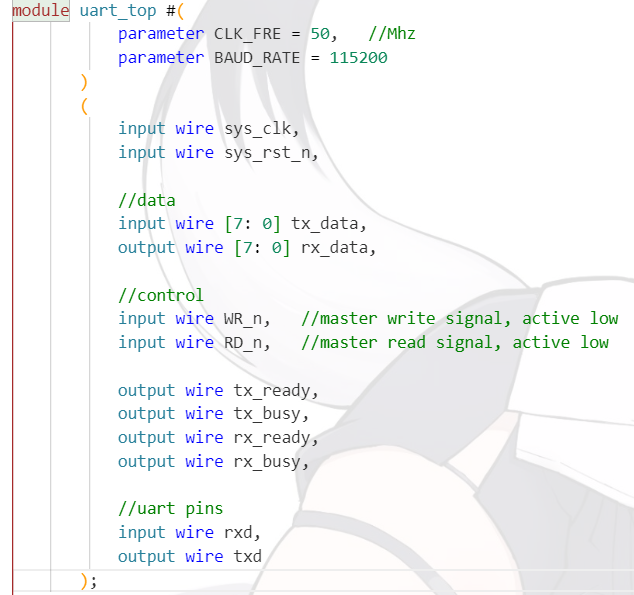 module uart_top #(
parameter CLK_FRE = 50,   //Mhz
parameter BAUD_RATE = 115200
)
(
input wire sys_clk,
input wire sys_rst_n,
//data
input wire [7: 0] tx_data,
output wire [7: 0] rx_data,
//control
input wire WR_n,   //master write signal, active low
input wire RD_n,   //master read signal, active low
output wire tx_ready,
output wire tx_busy,
output wire rx_ready,
output wire rx_busy,
//uart pins
input wire rxd,
output wire txd
);